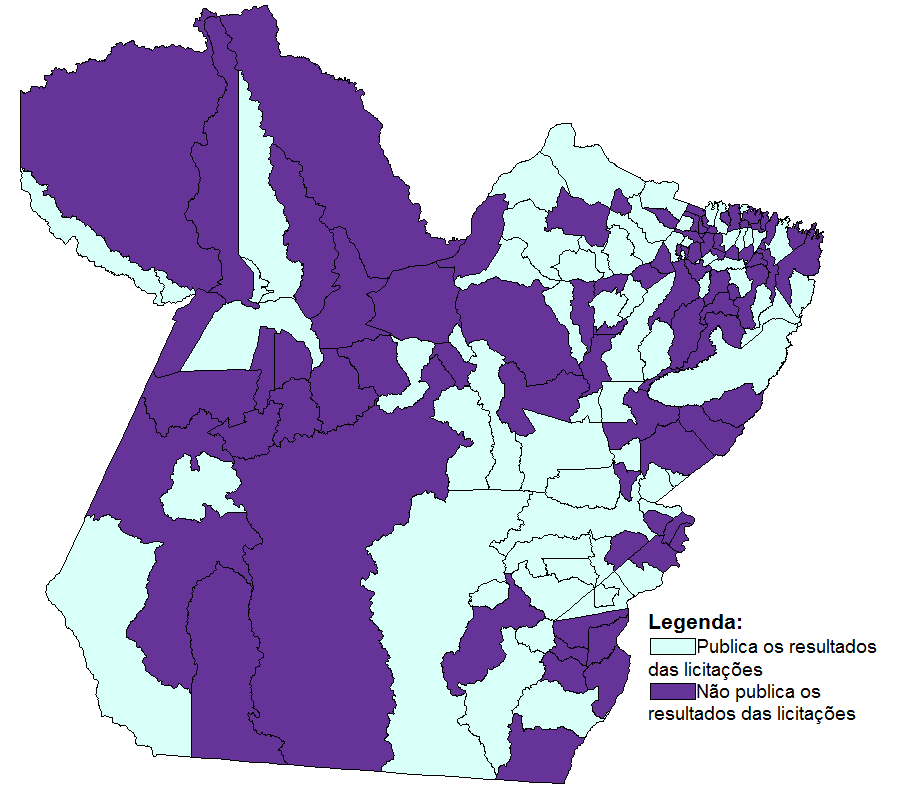 Legenda:
Publica os resultados
das licitações
Não publica os
resultados das licitações